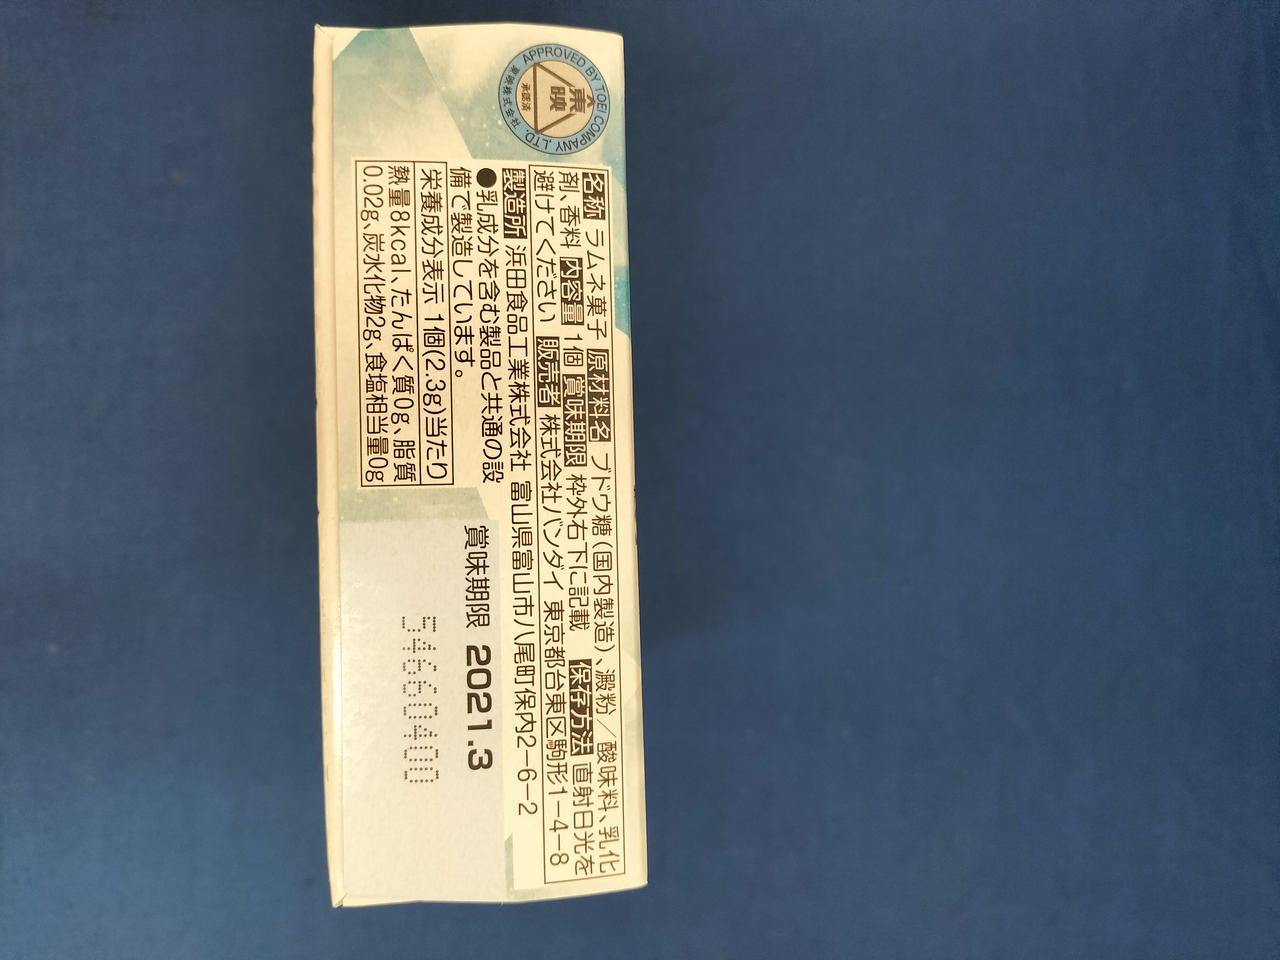 APPROVED BY TOEI COMPANY, LTD.
東映
承認済
東映株式会社
名称 ラムネ菓子 原材料名 ブドウ糖(国内製造)、澱粉/酸味料、乳化
剤、香料 内容量 1個 賞味期限 枠外右下に記載 保存方法 直射日光を
避けてください 販売者 株式会社バンダイ 東京都台東区駒形1-4-8
製造所 浜田食品工業株式会社 富山県富山市八尾町保内2-6-2
●乳成分を含む製品と共通の設
備で製造しています。
栄養成分表示 1個(2.3g)当たり
熱量8kcal、たんぱく質0g、脂質
0.02g、炭水化物2g、食塩相当量0g
賞味期限 2021.3
54660400